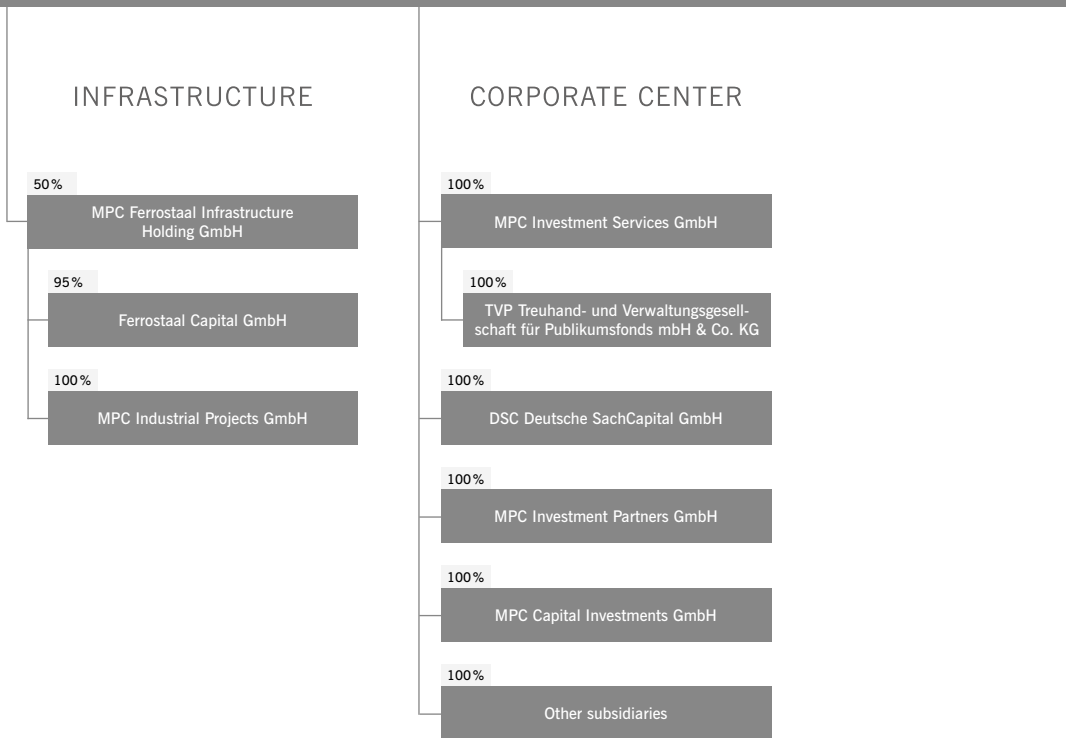 INFRASTRUCTURE
50%
MPC Ferrostaal Infrastructure
Holding GmbH
95%
Ferrostaal Capital GmbH
100%
MPC Industrial Projects GmbH
CORPORATE CENTER
100%
MPC Investment Services GmbH
100%
TVP Treuhand- und Verwaltungsgesell-
schaft für Publikumsfonds mbH & Co. KG
100%
DSC Deutsche SachCapital GmbH
100%
MPC Investment Partners GmbH
100%
MPC Capital Investments GmbH
100%
Other subsidiaries